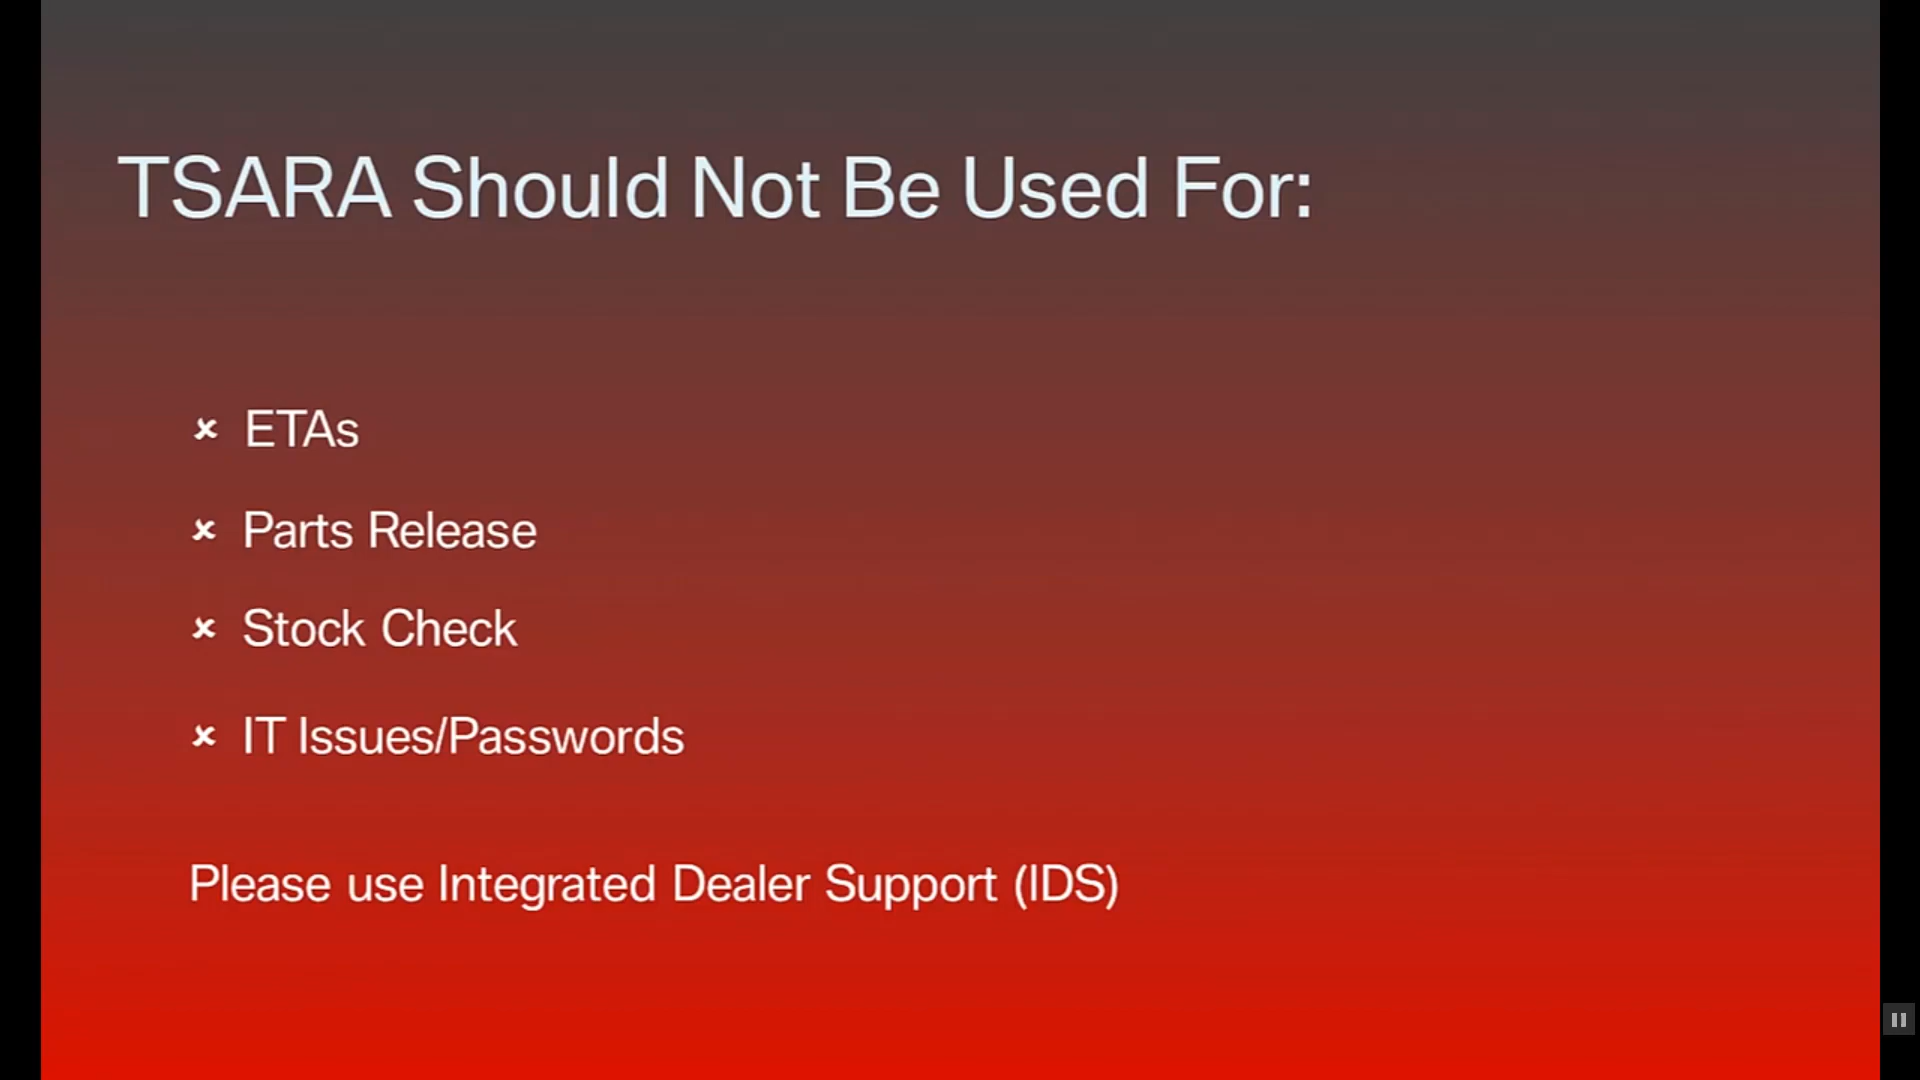 TSARA Should Not Be Used For:
× ETAs
× Parts Release
× Stock Check
× IT Issues/Passwords
Please use Integrated Dealer Support (IDS)